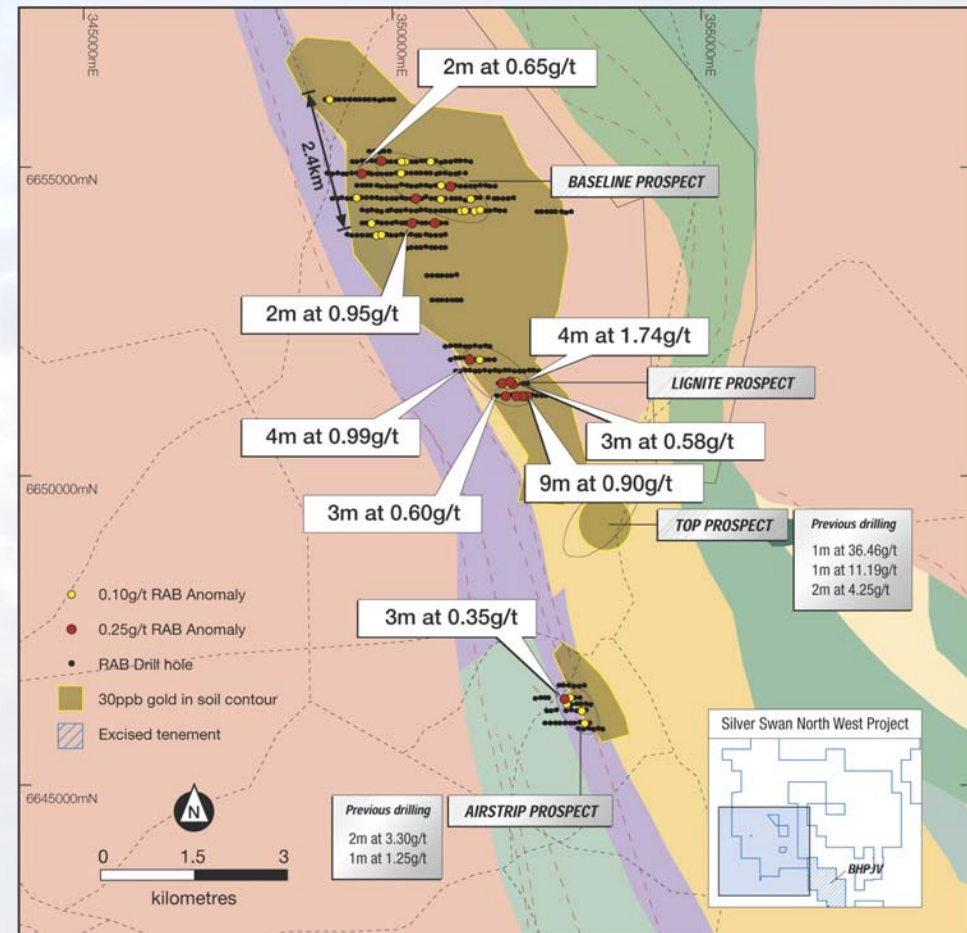 345000mE
350000mE
355000mE
2m at 0.65g/t
6655000mN
2.4km
BASELINE PROSPECT
2m at 0.95g/t
4m at 1.74g/t
LIGNITE PROSPECT
4m at 0.99g/t
3m at 0.58g/t
6650000mN
9m at 0.90g/t
3m at 0.60g/t
TOP PROSPECT
Previous drilling
1m at 36.46g/t
1m at 11.19g/t
2m at 4.25g/t
0.10g/t RAB Anomaly
0.25g/t RAB Anomaly
RAB Drill hole
30ppb gold in soil contour
Excised tenement
3m at 0.35g/t
6645000mN
N
0 1.5 3
kilometres
Previous drilling
2m at 3.30g/t
1m at 1.25g/t
AIRSTRIP PROSPECT
Silver Swan North West Project
BHPJV